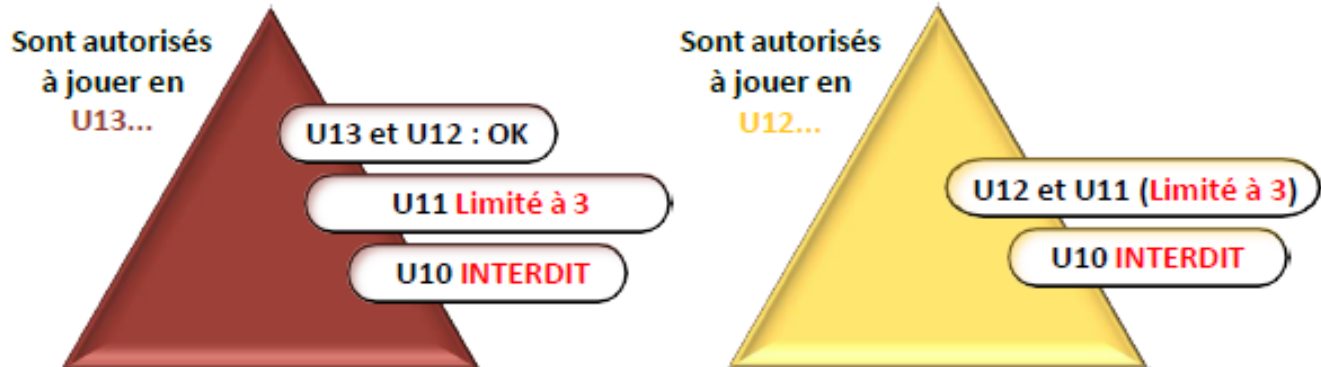 Sont autorisés
à jouer en
U13...
U13 et U12 : OK
U11 Limité à 3
U10 INTERDIT
Sont autorisés
à jouer en
U12...
U12 et U11 (Limité à 3)
U10 INTERDIT